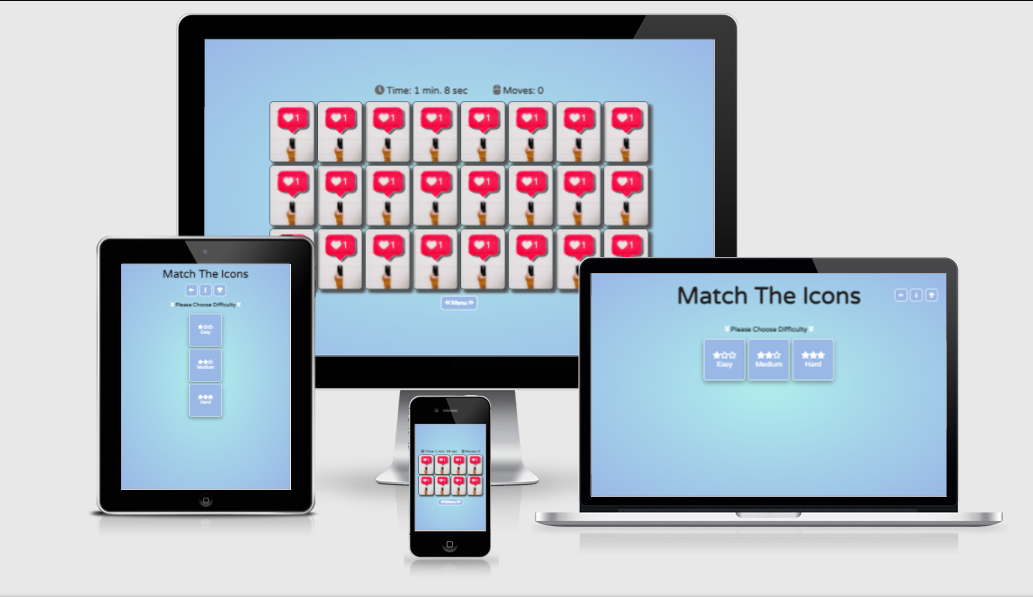 Time: 1 min. 8 sec Moves: 0
1 1 1 1 1 1 1 1
1 1 1 1 1 1 1 1
1 1 1 1 1 1 1 1
Menu
Match The Icons
Please Choose Difficulty
Easy
Medium
Hard
Match The Icons
Please Choose Difficulty
Easy Medium Hard